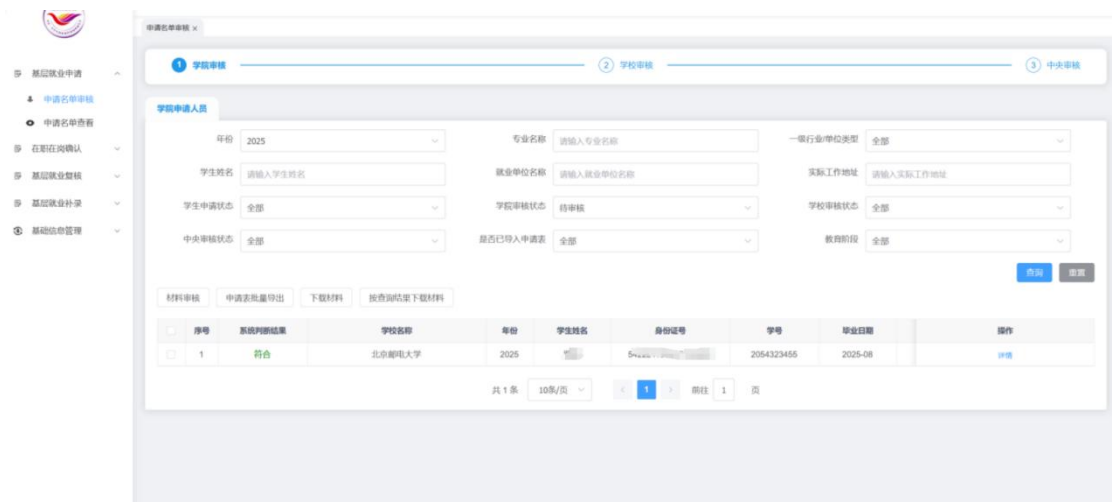 申请名单审核 ×
1 学院审核
2 学校审核
3 中央审核
基层就业申请
申请名单审核
申请名单查看
在职在岗确认
基层就业复核
基层就业补录
基础信息管理
学院申请人员
年份 2025 专业名称 请输入专业名称 一级行业/单位类型 全部
学生姓名 请输入学生姓名 就业单位名称 请输入就业单位名称 实际工作地址 请输入实际工作地址
学生申请状态 全部 学院审核状态 待审核 学校审核状态 全部
中央审核状态 全部 是否已导入申请表 全部 教育阶段 全部
查询 重置
材料审核 申请表批量导出 下载材料 按查询结果下载材料
序号 系统判断结果 学校名称 年份 学生姓名 身份证号 学号 毕业日期 操作
1 符合 北京邮电大学 2025 2054323455 2025-08 详情
共 1 条 10条/页 1 前往 1 页